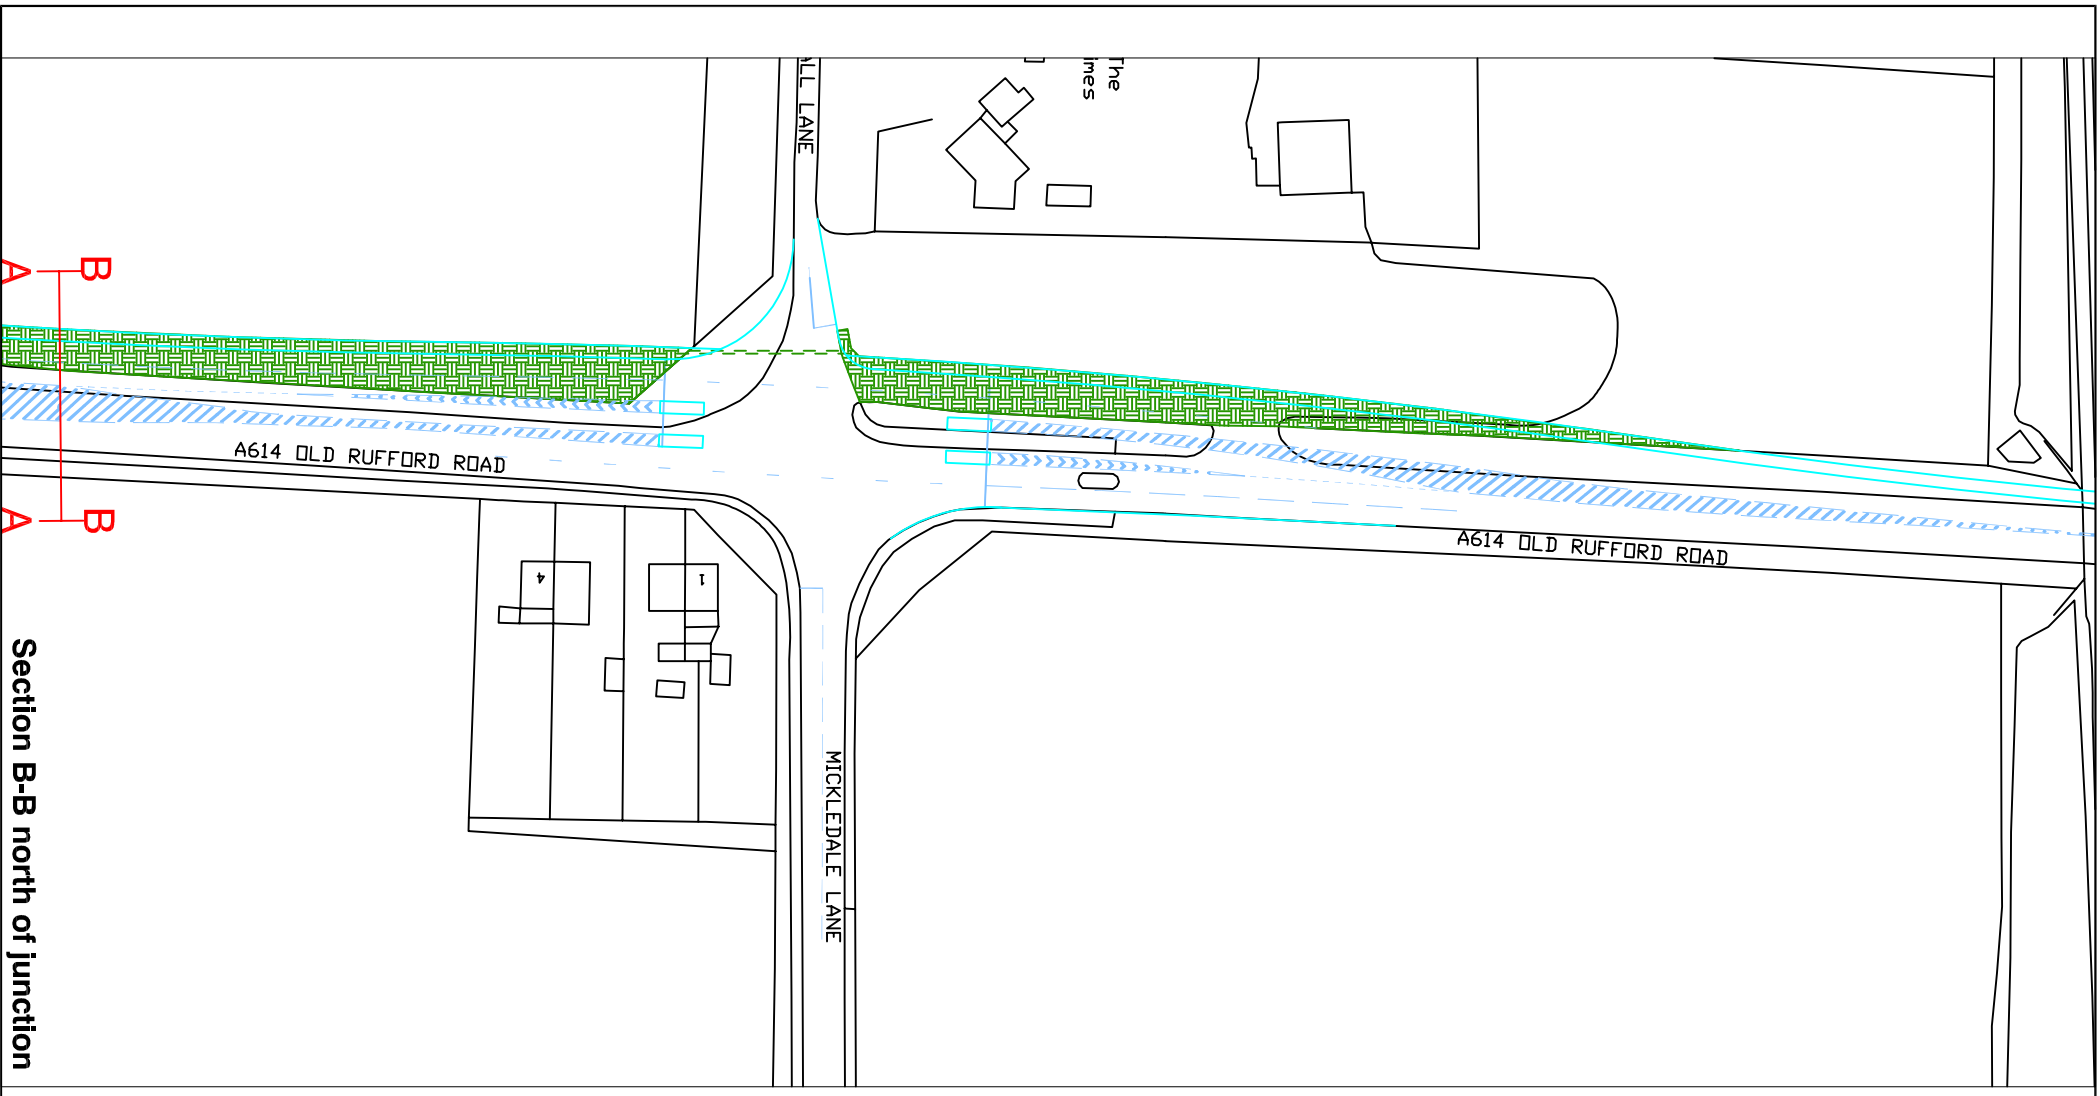 The
imes
ALL LANE
B
A
A614 OLD RUFFORD ROAD
B
A
A614 OLD RUFFORD ROAD
4
1
MICKLEDALE LANE
Section B-B north of junction